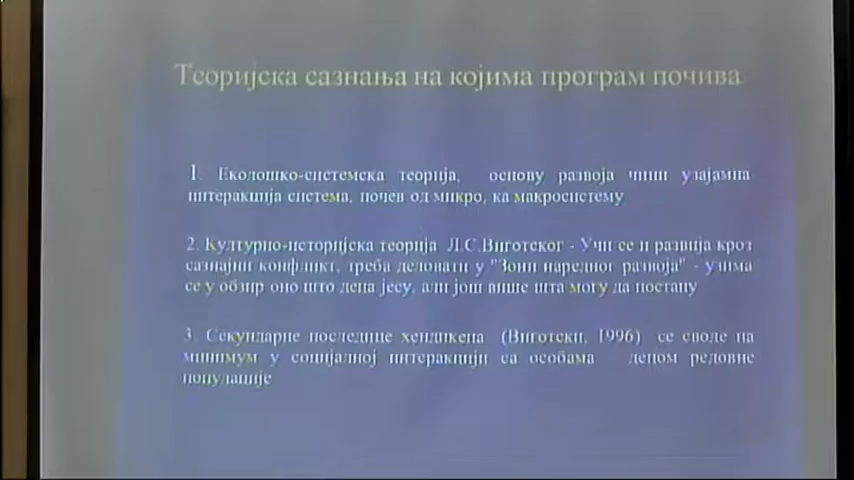 Теоријска сазнања на којима програм почива
1. Еколошко-системска теорија, основу развоја чини узајамна
интеракција система, почев од микро, ка макросистему
2. Културно-историјска теорија Л.С.Виготског - Учи се и развија кроз
сазнајни конфликт, треба деловати у "Зони наредног развоја" - узима
се у обзир оно што деца јесу, али још више шта могу да постану
3. Секундарне последице хендикепа (Виготски, 1996) се своде на
минимум у социјалној интеракцији са особама децом редовне
популације